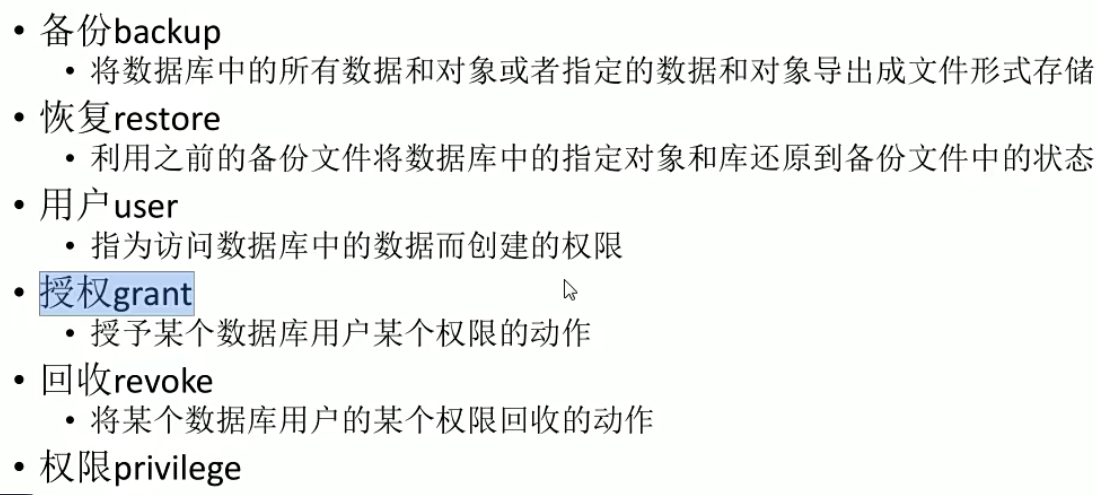 • 备份backup
• 将数据库中的所有数据和对象或者指定的数据和对象导出成文件形式存储
• 恢复restore
• 利用之前的备份文件将数据库中的指定对象和库还原到备份文件中的状态
• 用户user
• 指为访问数据库中的数据而创建的权限
• 授权grant
• 授予某个数据库用户某个权限的动作
• 回收revoke
• 将某个数据库用户的某个权限回收的动作
• 权限privilege